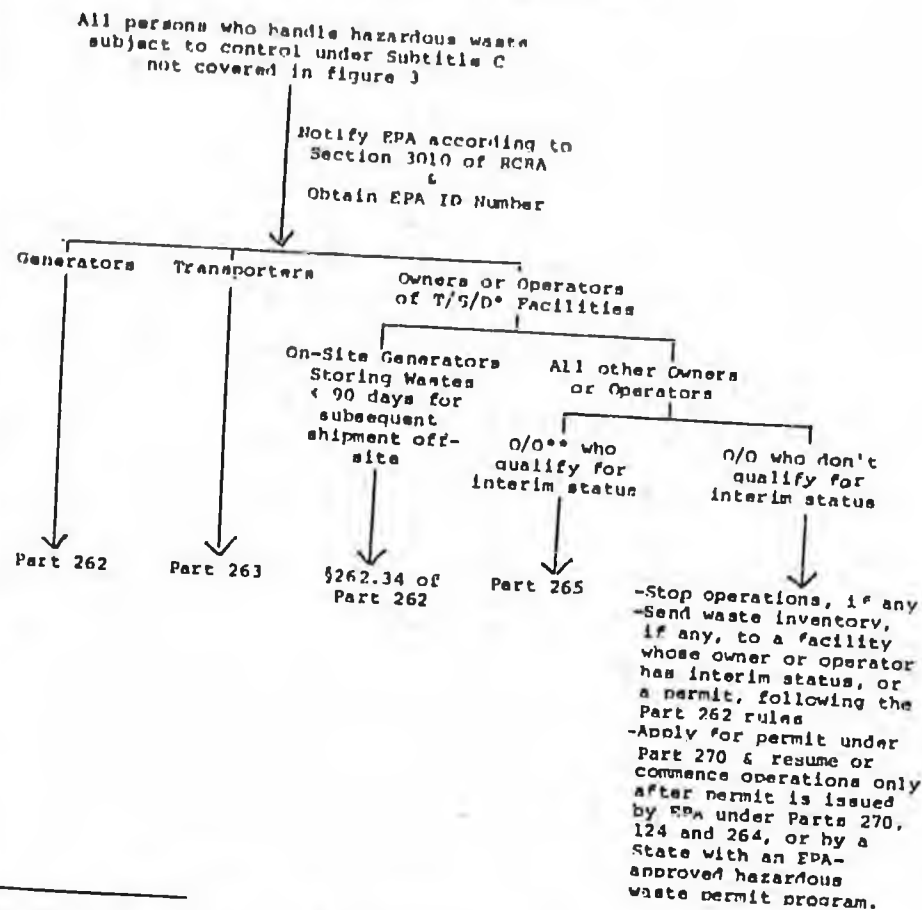 All persons who handle hazardous waste
subject to control under Subtitle C
not covered in figure 3
Notify EPA according to
Section 3010 of RCRA
&
Obtain EPA ID Number
Generators
Transporters
Owners or Operators
of T/S/D* Facilities
On-Site Generators
Storing Wastes
< 90 days for
subsequent
shipment off-
site
All other Owners
or Operators
O/O** who
qualify for
interim status
O/O who don't
qualify for
interim status
Part 262
Part 263
§262.34 of
Part 262
Part 265
-Stop operations, if any
-Send waste inventory,
if any, to a facility
whose owner or operator
has interim status, or
a permit, following the
Part 262 rules
-Apply for permit under
Part 270 & resume or
commence operations only
after permit is issued
by EPA under Parts 270,
124 and 264, or by a
State with an EPA-
approved hazardous
waste permit program.